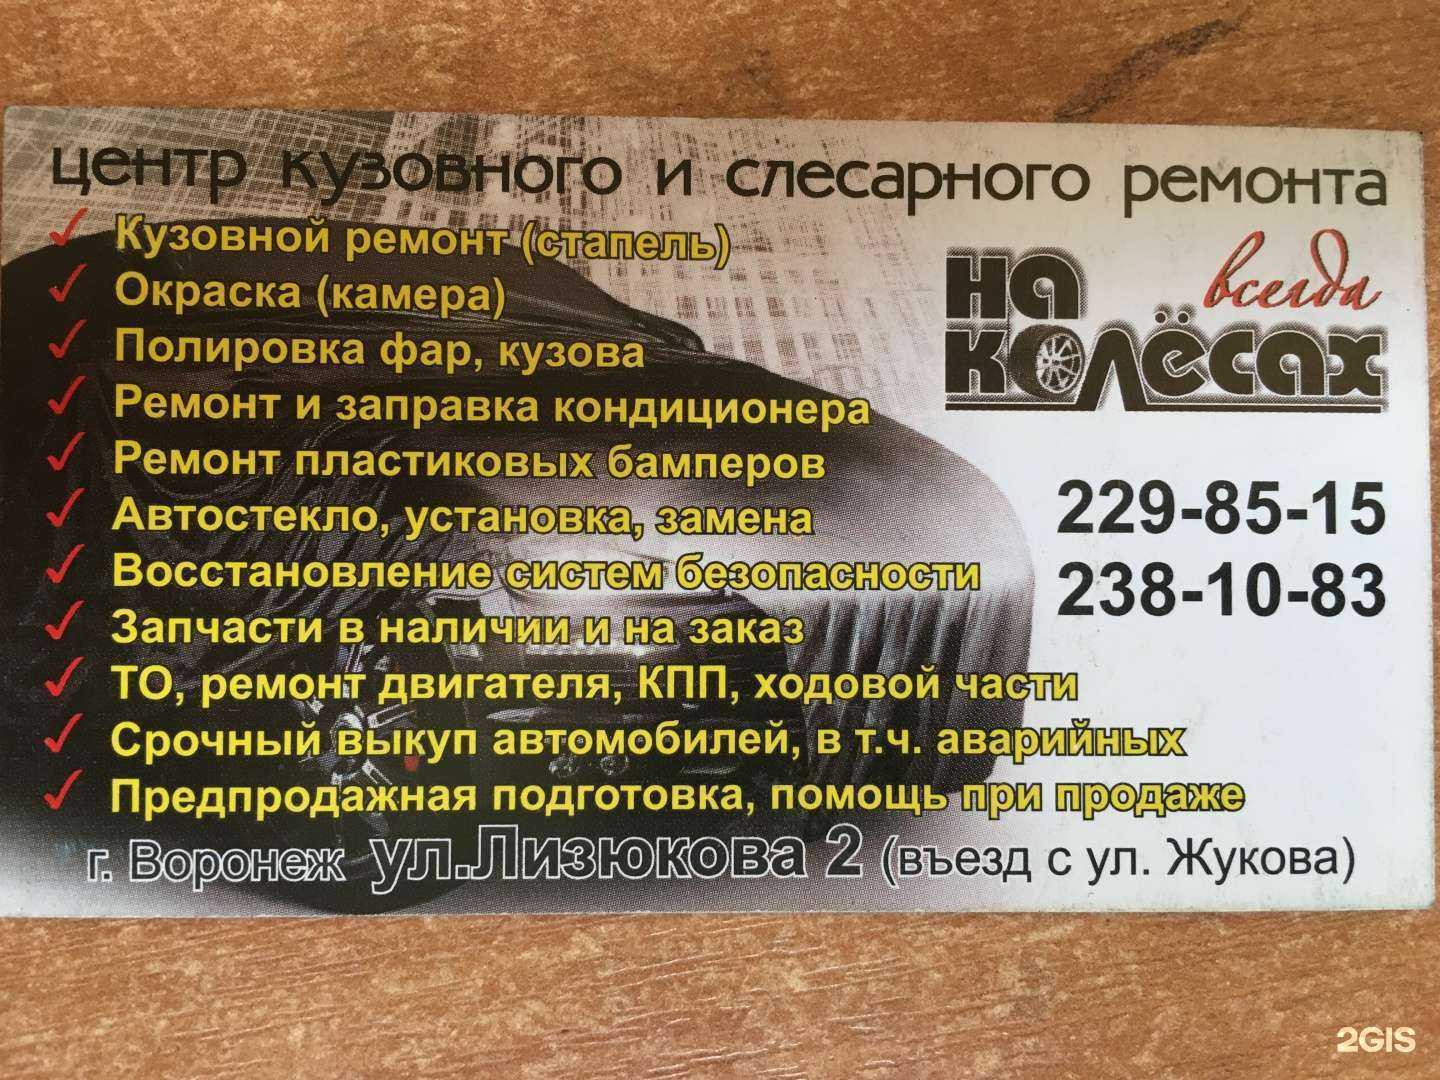 центр кузовного и слесарного ремонта
Кузовной ремонт (стапель)
Окраска (камера)
Полировка фар, кузова
Ремонт и заправка кондиционера
Ремонт пластиковых бамперов
Автостекло, установка, замена
Восстановление систем безопасности
Запчасти в наличии и на заказ
ТО, ремонт двигателя, КПП, ходовой части
Срочный выкуп автомобилей, в т.ч. аварийных
Предпродажная подготовка, помощь при продаже
на всегда
колёсах
229-85-15
238-10-83
г. Воронеж ул.Лизюкова 2 (въезд с ул. Жукова)
2GIS